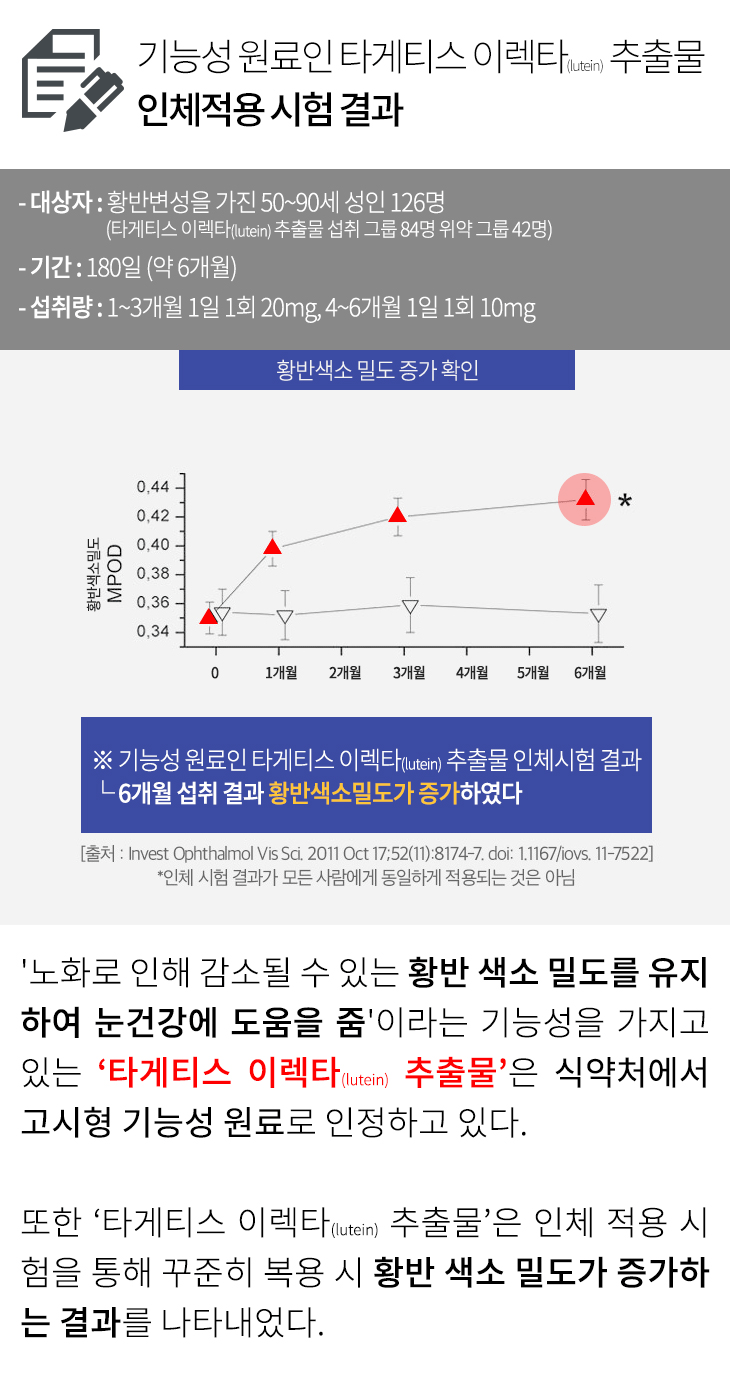 기능성 원료인 타게티스 이렉타(lutein) 추출물
인체적용 시험 결과
- 대상자 : 황반변성을 가진 50~90세 성인 126명
(타게티스 이렉타(lutein) 추출물 섭취 그룹 84명 위약 그룹 42명)
- 기간 : 180일 (약 6개월)
- 섭취량 : 1~3개월 1일 1회 20mg, 4~6개월 1일 1회 10mg
황반색소 밀도 증가 확인
황반색소밀도
MPOD
0,44
0,42
0,40
0,38
0,36
0,34
*
0 1개월 2개월 3개월 4개월 5개월 6개월
※ 기능성 원료인 타게티스 이렉타(lutein) 추출물 인체시험 결과
└ 6개월 섭취 결과 황반색소밀도가 증가하였다
[출처 : Invest Ophthalmol Vis Sci. 2011 Oct 17;52(11):8174-7. doi: 1.1167/iovs. 11-7522]
*인체 시험 결과가 모든 사람에게 동일하게 적용되는 것은 아님
'노화로 인해 감소될 수 있는 황반 색소 밀도를 유지
하여 눈건강에 도움을 줌'이라는 기능성을 가지고
있는 ‘타게티스 이렉타(lutein) 추출물’은 식약처에서
고시형 기능성 원료로 인정하고 있다.
또한 ‘타게티스 이렉타(lutein) 추출물’은 인체 적용 시
험을 통해 꾸준히 복용 시 황반 색소 밀도가 증가하
는 결과를 나타내었다.